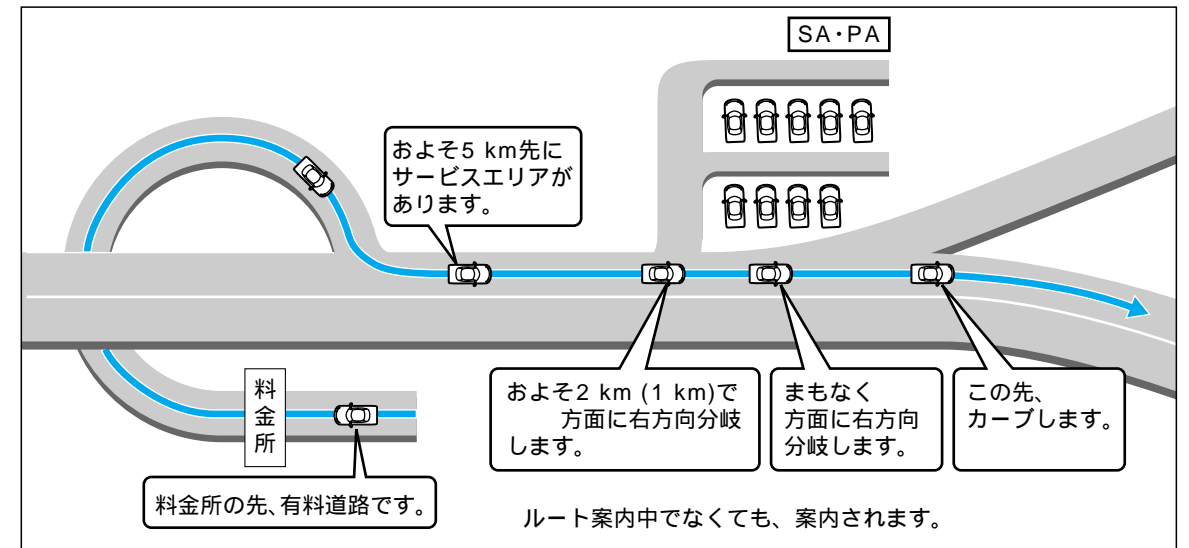 SA・PA
およそ5 km先に
サービスエリアが
あります。
およそ2 km (1 km)で
方面に右方向分岐
します。
まもなく
方面に右方向
分岐します。
この先、
カーブします。
料金所
料金所の先、有料道路です。
ルート案内中でなくても、案内されます。